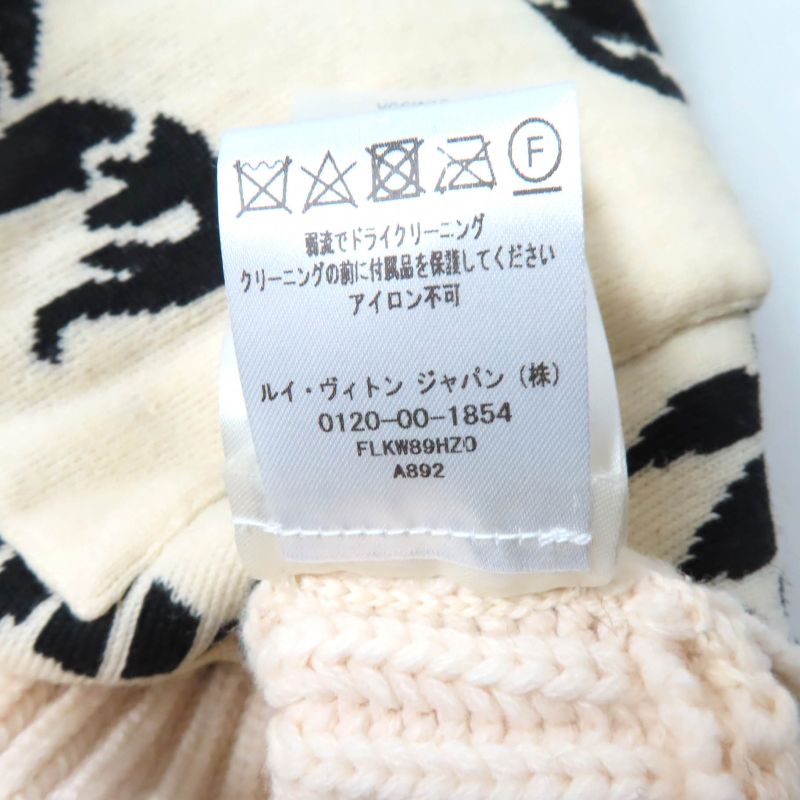 F
弱流でドライクリーニング
クリーニングの前に付属品を保護してください
アイロン不可
ルイ・ヴィトン ジャパン (株)
0120-00-1854
FLKW89HZ0
A892